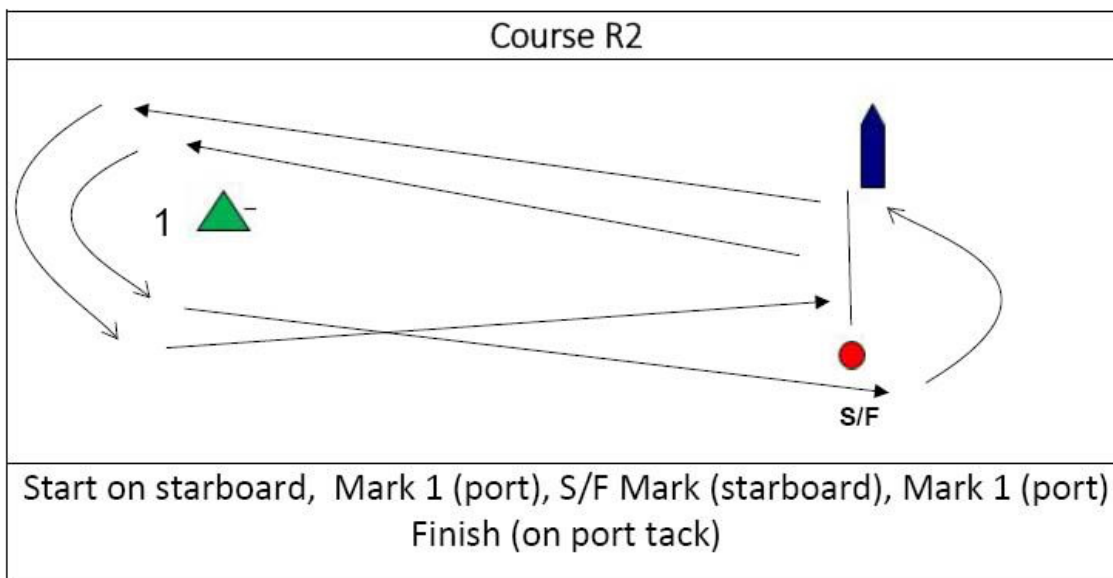 Course R2
1
S/F
Start on starboard, Mark 1 (port), S/F Mark (starboard), Mark 1 (port)
Finish (on port tack)